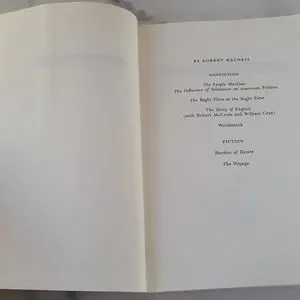 BY ROBERT MACNEIL
NONFICTION
The People Machine:
The Influence of Television on American Politics
The Right Place at the Right Time
The Story of English
(with Robert McCrum and William Cran)
Wordstruck
FICTION
Burden of Desire
The Voyage